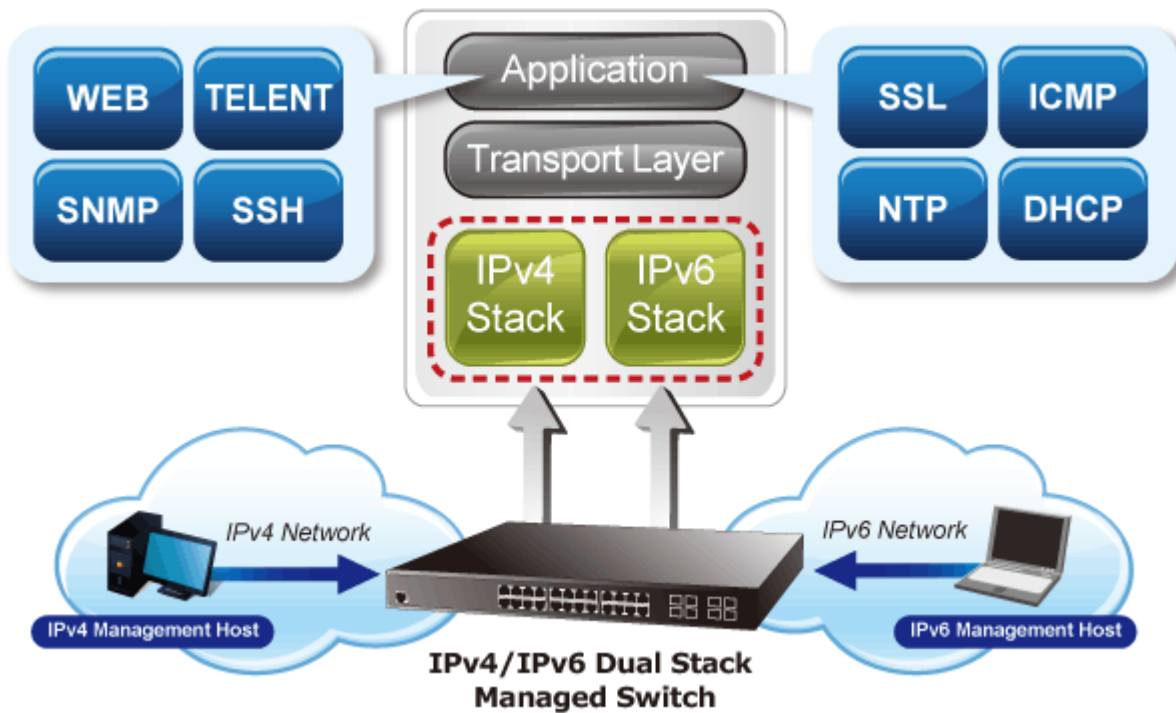 WEB
TELENT
SNMP
SSH
Application
Transport Layer
IPv4
Stack
IPv6
Stack
SSL
ICMP
NTP
DHCP
IPv4 Network
IPv4 Management Host
IPv6 Network
IPv6 Management Host
IPv4/IPv6 Dual Stack
Managed Switch